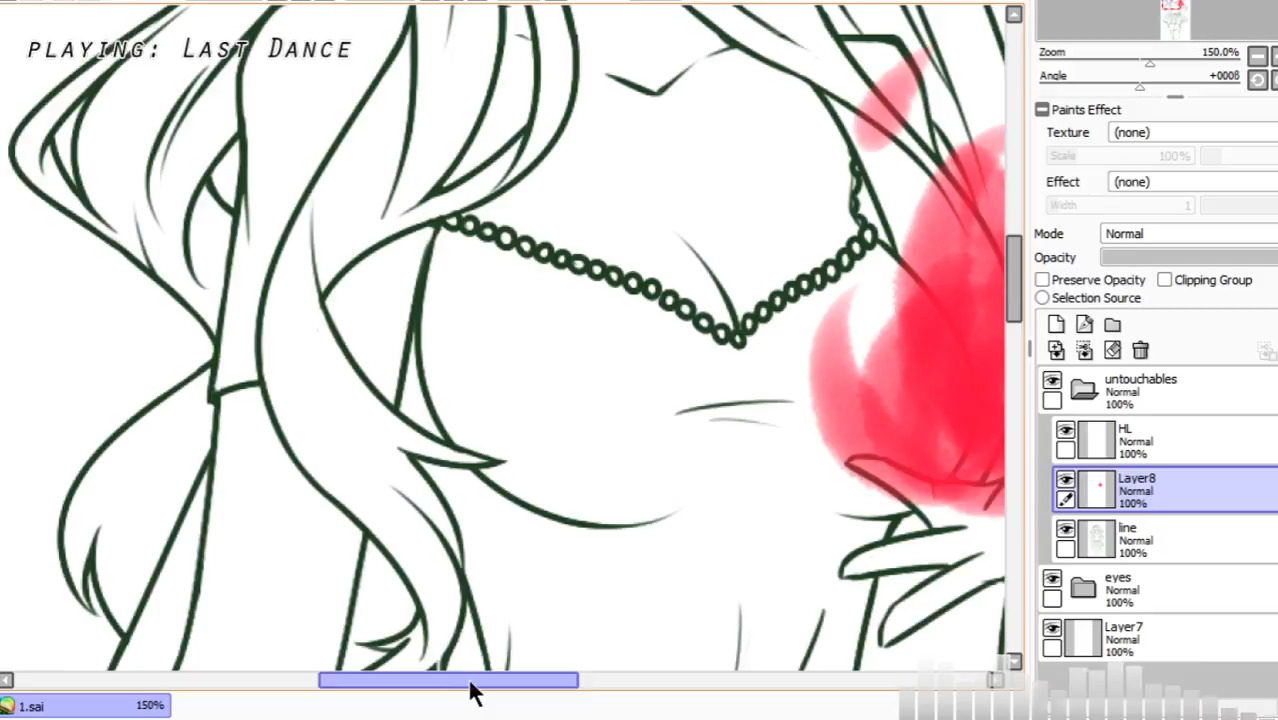 PLAYING: LAST DANCE
Zoom 150.0%
Angle +0008
Paints Effect
Texture (none)
Scale 100%
Effect (none)
Width 1
Mode Normal
Opacity
Preserve Opacity Clipping Group
Selection Source
untouchables
Normal
100%
HL
Normal
100%
Layer8
Normal
100%
line
Normal
100%
eyes
Normal
100%
Layer7
Normal
100%
1.sai 150%